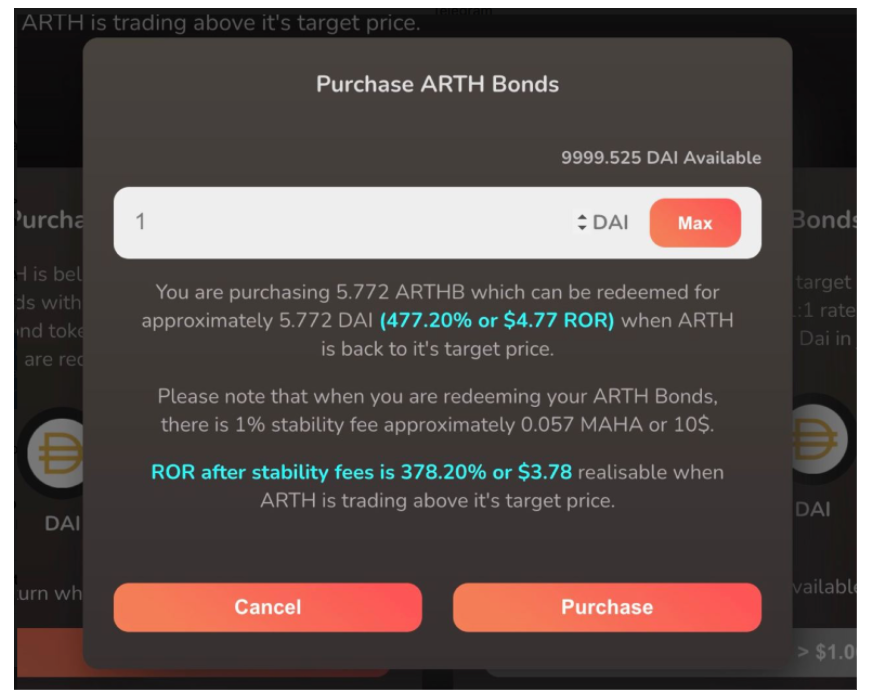 ARTH is trading above it's target price.
Purchase ARTH Bonds
9999.525 DAI Available
1
DAI
Max
You are purchasing 5.772 ARTHB which can be redeemed for
approximately 5.772 DAI (477.20% or $4.77 ROR) when ARTH
is back to it's target price.
Please note that when you are redeeming your ARTH Bonds,
there is 1% stability fee approximately 0.057 MAHA or 10$.
ROR after stability fees is 378.20% or $3.78 realisable when
ARTH is trading above it's target price.
Cancel
Purchase
Purcha
H is bel
ds with
ond toke
are red
DAI
urn wh
Bonds
target
:1 rate
Dai in
DAI
vailable
> $1.0